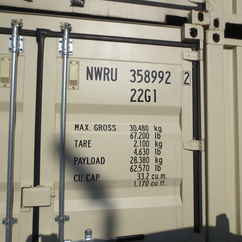 NWRU 358992 2
22G1
MAX. GROSS 30.480 kg
67.200 lb
TARE 2.100 kg
4.630 lb
PAYLOAD 28.380 kg
62.570 lb
CU.CAP. 33.2 cu.m.
1.170 cu.ft.